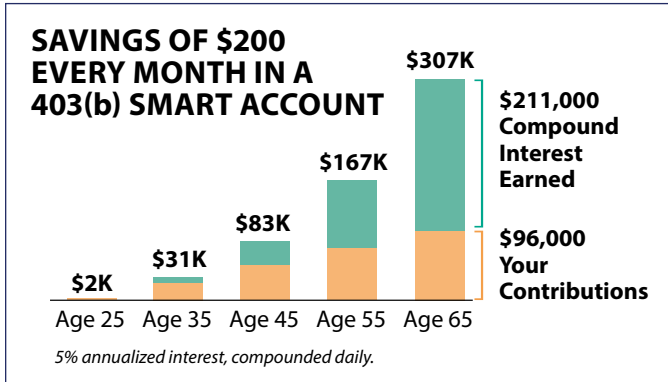 SAVINGS OF $200
EVERY MONTH IN A
403(b) SMART ACCOUNT
$2K
$31K
$83K
$167K
$307K
$211,000
Compound
Interest
Earned
$96,000
Your
Contributions
Age 25
Age 35
Age 45
Age 55
Age 65
5% annualized interest, compounded daily.